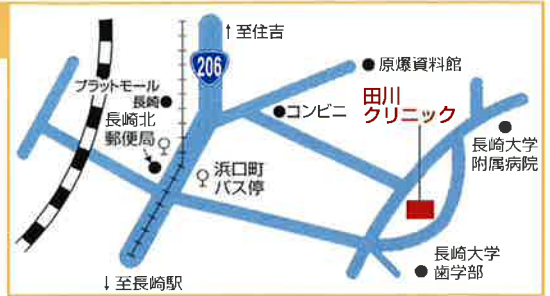 ↑至住吉
206
原爆資料館
プラットモール
長崎
コンビニ
田川
クリニック
長崎北
郵便局
長崎大学
附属病院
浜口町
バス停
長崎大学
歯学部
↓至長崎駅